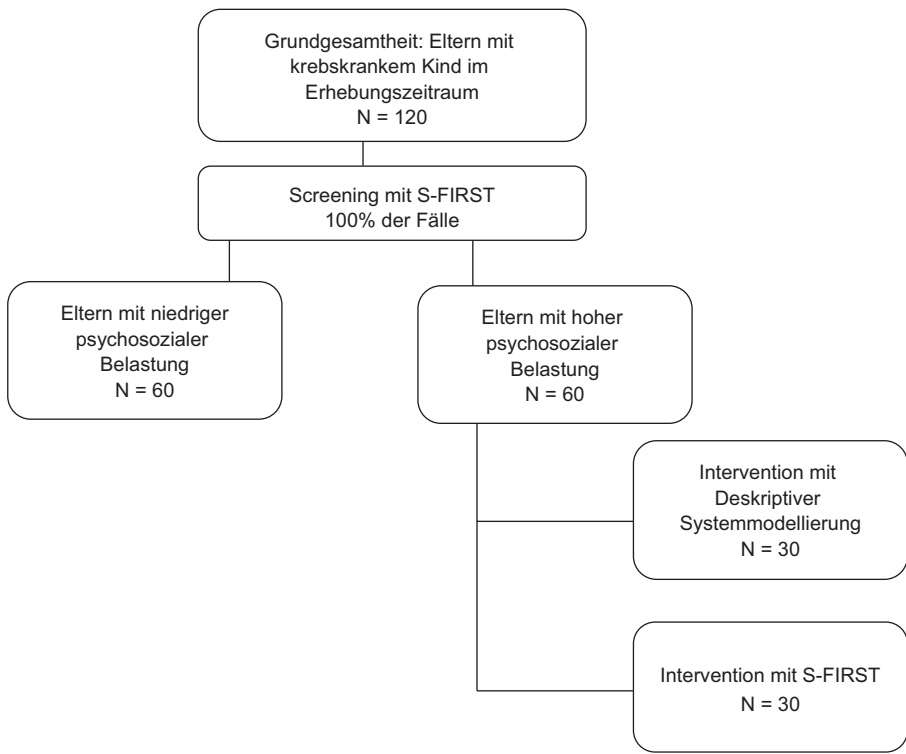 Grundgesamtheit: Eltern mit
krebskrankem Kind im
Erhebungszeitraum
N = 120
Screening mit S-FIRST
100% der Fälle
Eltern mit niedriger
psychosozialer
Belastung
N = 60
Eltern mit hoher
psychosozialer
Belastung
N = 60
Intervention mit
Deskriptiver
Systemmodellierung
N = 30
Intervention mit S-FIRST
N = 30